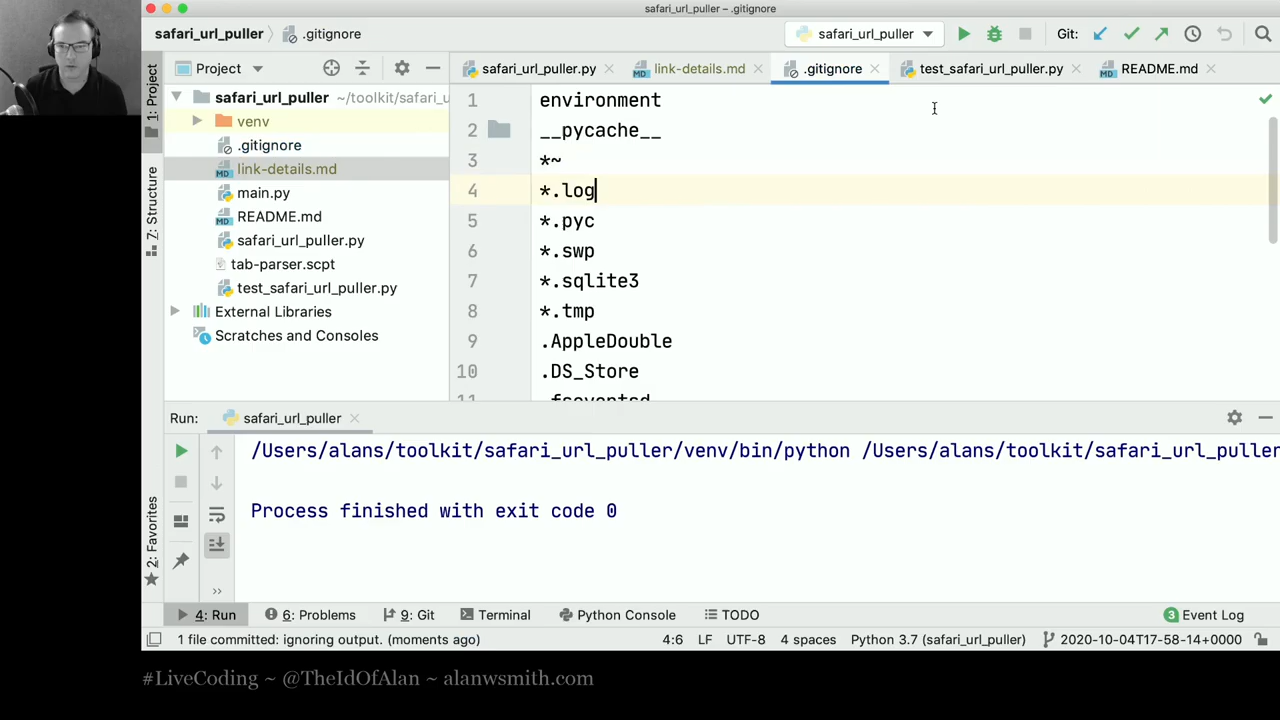 safari_url_puller – .gitignore
safari_url_puller .gitignore
safari_url_puller
Git:
1: Project
Z: Structure
2: Favorites
Project
safari_url_puller ~/toolkit/safari_u
venv
.gitignore
link-details.md
main.py
README.md
safari_url_puller.py
tab-parser.scpt
test_safari_url_puller.py
External Libraries
Scratches and Consoles
safari_url_puller.py
link-details.md
.gitignore
test_safari_url_puller.py
README.md
1 environment
2 __pycache__
3 *~
4 *.log
5 *.pyc
6 *.swp
7 *.sqlite3
8 *.tmp
9 .AppleDouble
10 .DS_Store
11 .fseventsd
Run: safari_url_puller
/Users/alans/toolkit/safari_url_puller/venv/bin/python /Users/alans/toolkit/safari_url_puller
Process finished with exit code 0
4: Run
6: Problems
9: Git
Terminal
Python Console
TODO
3 Event Log
1 file committed: ignoring output. (moments ago)
4:6 LF UTF-8 4 spaces Python 3.7 (safari_url_puller) 2020-10-04T17-58-14+0000
#LiveCoding ~ @TheIdOfAlan ~ alanwsmith.com